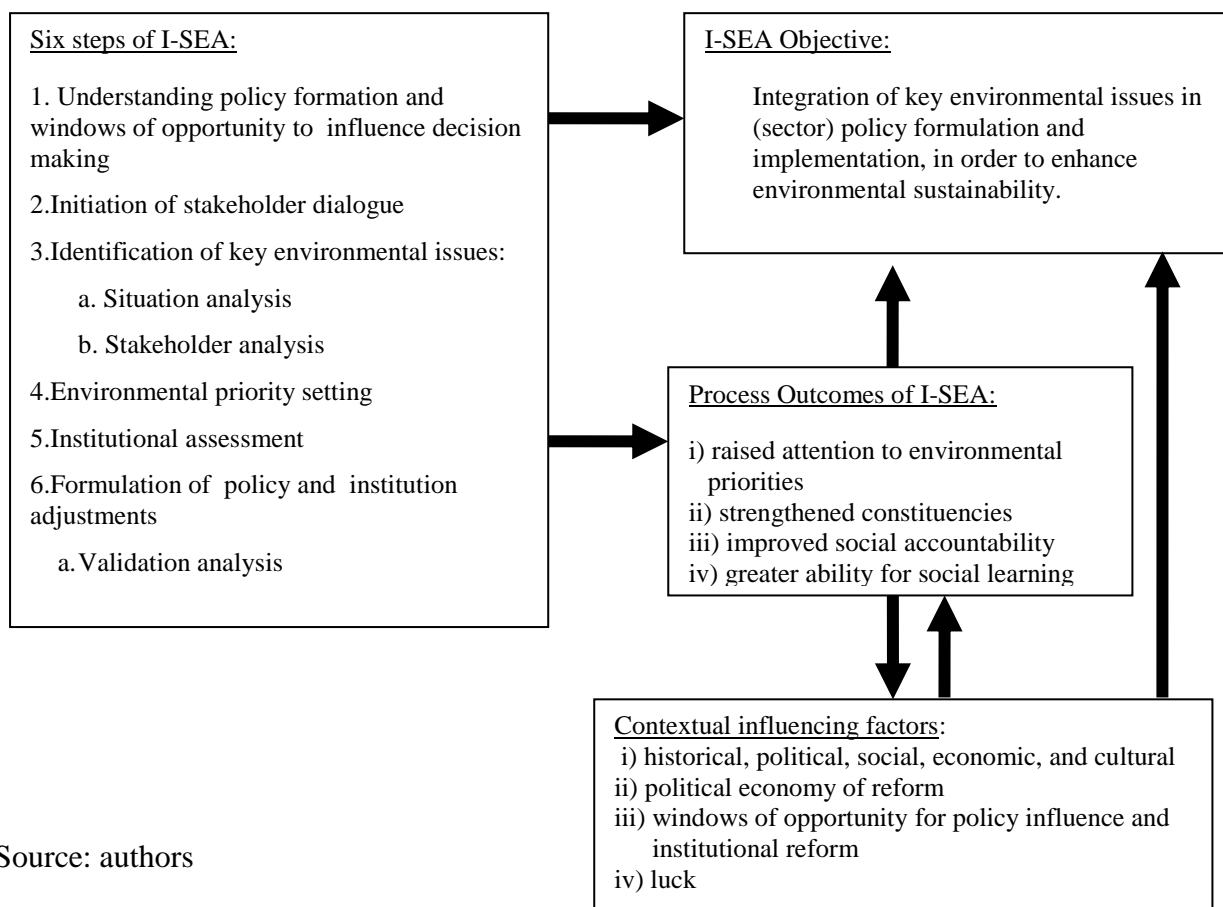 Six steps of I-SEA:
1. Understanding policy formation and
windows of opportunity to influence decision
making
2.Initiation of stakeholder dialogue
3.Identification of key environmental issues:
a. Situation analysis
b. Stakeholder analysis
4.Environmental priority setting
5.Institutional assessment
6.Formulation of policy and institution
adjustments
a. Validation analysis
I-SEA Objective:
Integration of key environmental issues in
(sector) policy formulation and
implementation, in order to enhance
environmental sustainability.
Process Outcomes of I-SEA:
i) raised attention to environmental
priorities
ii) strengthened constituencies
iii) improved social accountability
iv) greater ability for social learning
Contextual influencing factors:
i) historical, political, social, economic, and cultural
ii) political economy of reform
iii) windows of opportunity for policy influence and
institutional reform
iv) luck
Source: authors